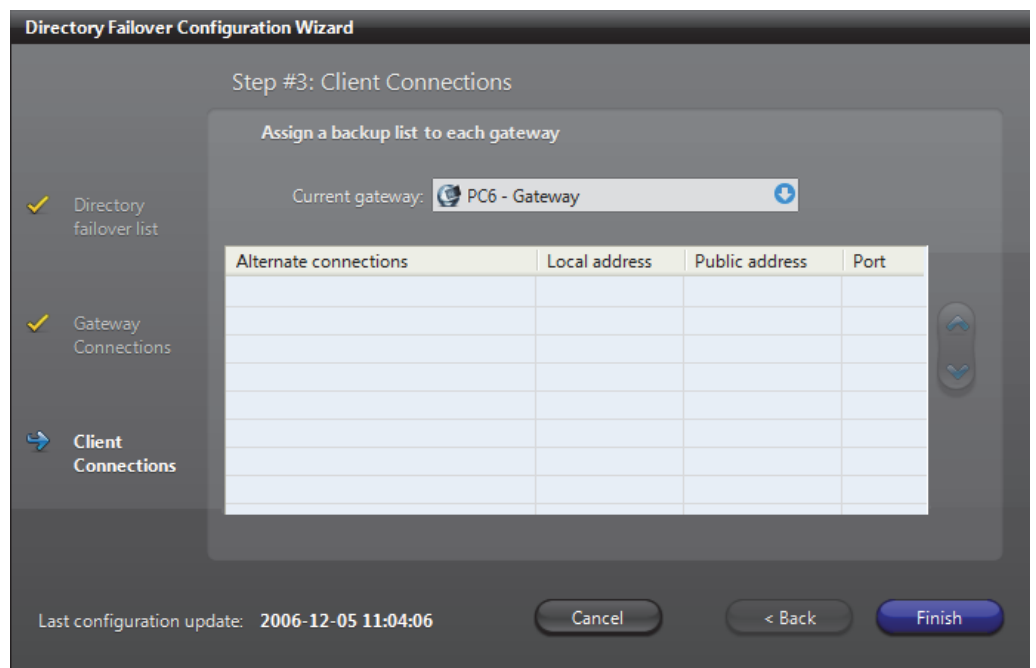 Directory Failover Configuration Wizard
Step #3: Client Connections
Assign a backup list to each gateway
Current gateway: PC6 - Gateway
Directory
failover list
Alternate connections Local address Public address Port
Gateway
Connections
Client
Connections
Last configuration update: 2006-12-05 11:04:06 Cancel < Back Finish